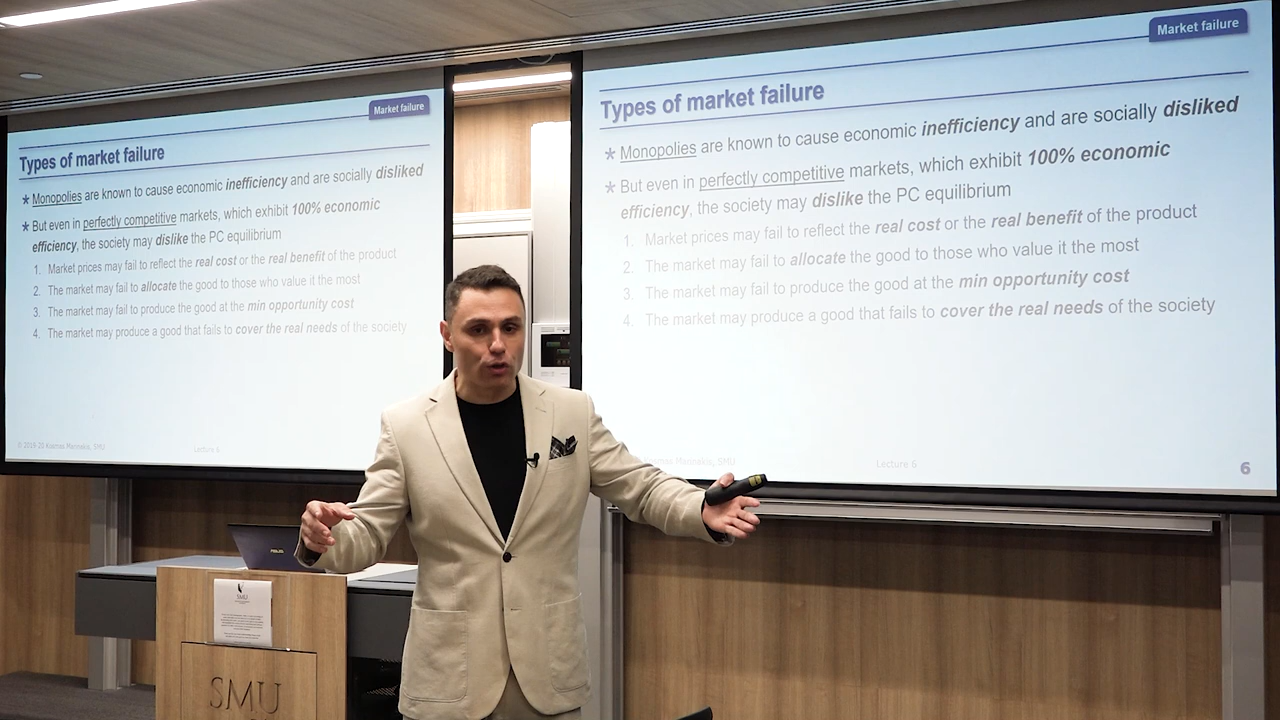 Market failure
Types of market failure
* Monopolies are known to cause economic inefficiency and are socially disliked
* But even in perfectly competitive markets, which exhibit 100% economic
efficiency, the society may dislike the PC equilibrium
1. Market prices may fail to reflect the real cost or the real benefit of the product
2. The market may fail to allocate the good to those who value it the most
3. The market may fail to produce the good at the min opportunity cost
4. The market may produce a good that fails to cover the real needs of the society
Lecture 6
Market failure
Types of market failure
* Monopolies are known to cause economic inefficiency and are socially disliked
* But even in perfectly competitive markets, which exhibit 100% economic
efficiency, the society may dislike the PC equilibrium
1. Market prices may fail to reflect the real cost or the real benefit of the product
2. The market may fail to allocate the good to those who value it the most
3. The market may fail to produce the good at the min opportunity cost
4. The market may produce a good that fails to cover the real needs of the society
SMU
Lecture 6
6
ASUS
SMU
SMU